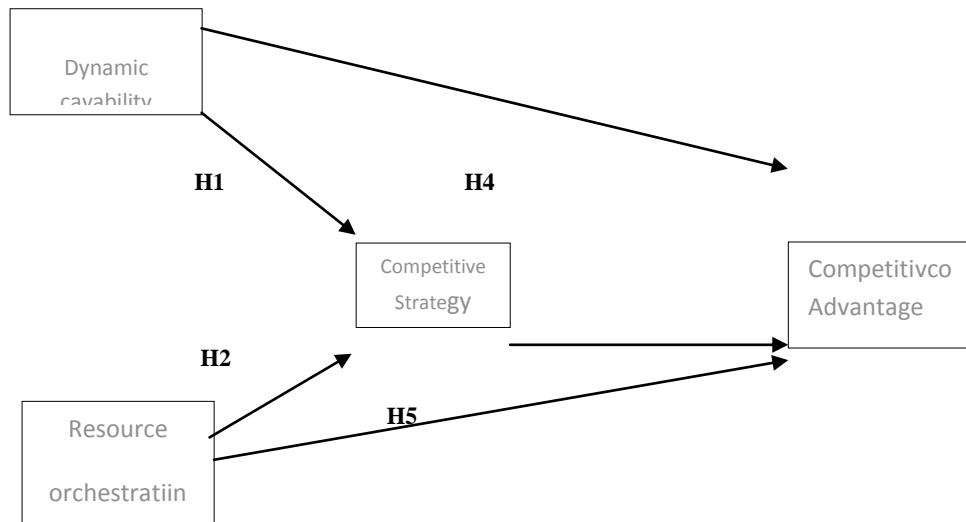 Dynamic
cavability
H1
H4
Competitive
Strategy
Competitivco
Advantage
H2
H5
Resource
orchestratiin